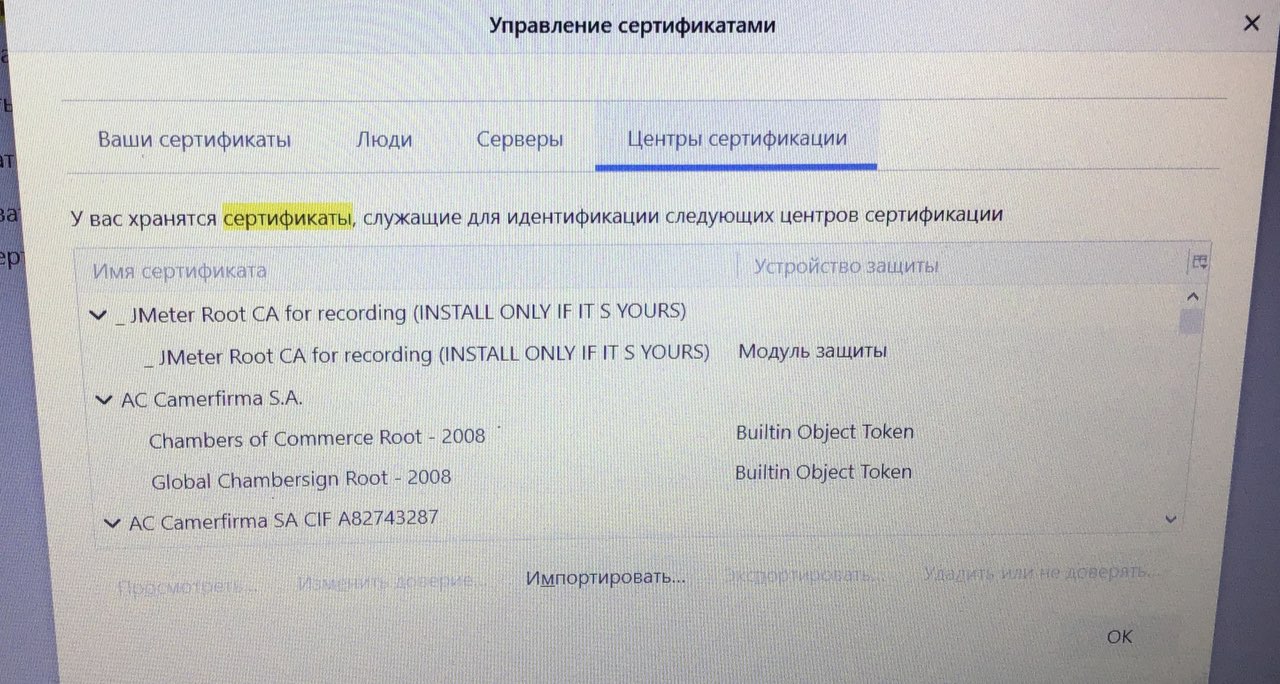 Управление сертификатами
Ваши сертификаты Люди Серверы Центры сертификации
У вас хранятся сертификаты, служащие для идентификации следующих центров сертификации
Имя сертификата Устройство защиты
_ JMeter Root CA for recording (INSTALL ONLY IF IT S YOURS)
_ JMeter Root CA for recording (INSTALL ONLY IF IT S YOURS) Модуль защиты
AC Camerfirma S.A.
Chambers of Commerce Root - 2008 Builtin Object Token
Global Chambersign Root - 2008 Builtin Object Token
AC Camerfirma SA CIF A82743287
Просмотреть... Изменить доверие... Импортировать... Экспортировать... Удалить или не доверять...
OK